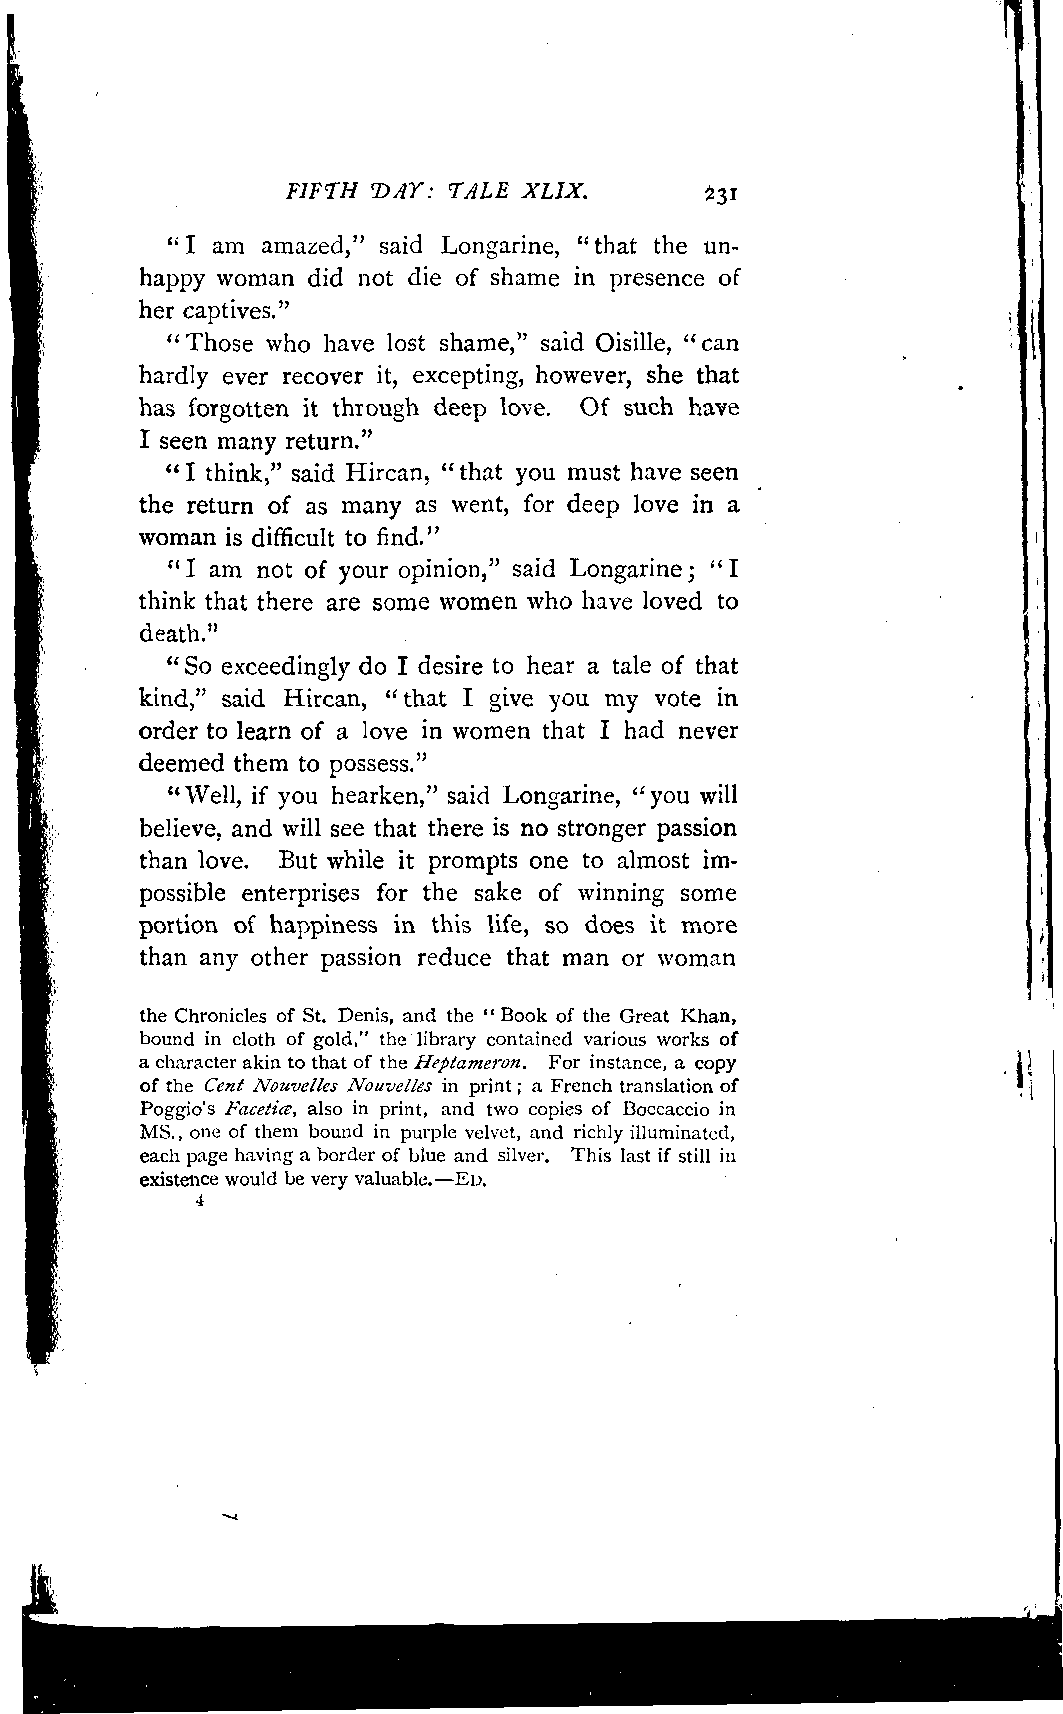 FIFTH DAY: TALE XLIX. 231
"I am amazed," said Longarine, "that the un-
happy woman did not die of shame in presence of
her captives."
"Those who have lost shame," said Oisille, "can
hardly ever recover it, excepting, however, she that
has forgotten it through deep love. Of such have
I seen many return."
"I think," said Hircan, "that you must have seen
the return of as many as went, for deep love in a
woman is difficult to find."
"I am not of your opinion," said Longarine; "I
think that there are some women who have loved to
death."
"So exceedingly do I desire to hear a tale of that
kind," said Hircan, "that I give you my vote in
order to learn of a love in women that I had never
deemed them to possess."
"Well, if you hearken," said Longarine, "you will
believe, and will see that there is no stronger passion
than love. But while it prompts one to almost im-
possible enterprises for the sake of winning some
portion of happiness in this life, so does it more
than any other passion reduce that man or woman
the Chronicles of St. Denis, and the "Book of the Great Khan,
bound in cloth of gold," the library contained various works of
a character akin to that of the Heptameron. For instance, a copy
of the Cent Nouvelles Nouvelles in print; a French translation of
Poggio's Facetiæ, also in print, and two copies of Boccaccio in
MS., one of them bound in purple velvet, and richly illuminated,
each page having a border of blue and silver. This last if still in
existence would be very valuable.—ED.
4